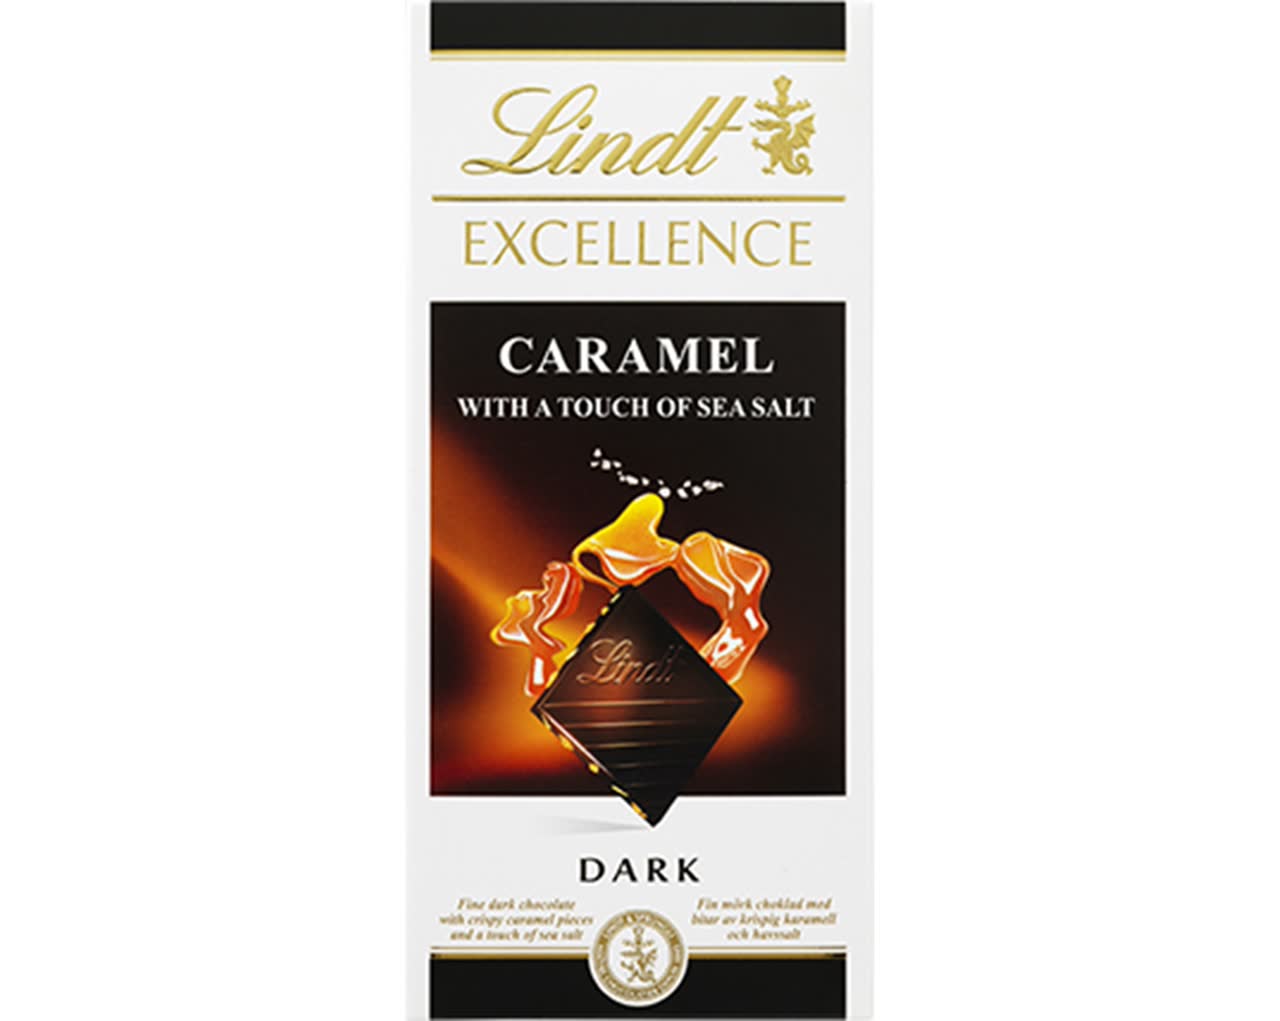 Lindt
EXCELLENCE
CARAMEL
WITH A TOUCH OF SEA SALT
Lindt
DARK
Fine dark chocolate
with crispy caramel pieces
and a touch of sea salt
Fin mörk choklad med
bitar av krispig karamell
och havssalt